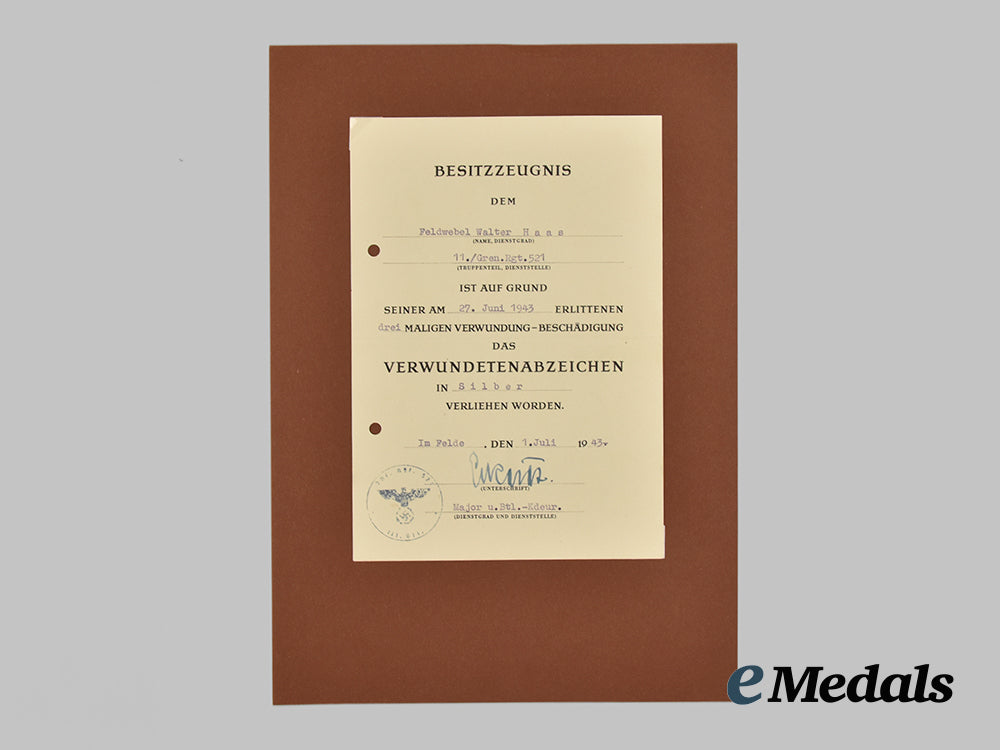 BESITZZEUGNIS
DEM
Feldwebel Walter H a a s
(NAME, DIENSTGRAD)
11./Gren.Rgt.521
(TRUPPENTEIL, DIENSTSTELLE)
IST AUF GRUND
SEINER AM 27. Juni 1943 ERLITTENEN
drei MALIGEN VERWUNDUNG – BESCHÄDIGUNG
DAS
VERWUNDETENABZEICHEN
IN S i l b e r
VERLIEHEN WORDEN.
Im Felde , DEN 1.Juli 19 43.
(UNTERSCHRIFT)
Major u.Btl.-Kdeur.
(DIENSTGRAD UND DIENSTSTELLE)
eMedals